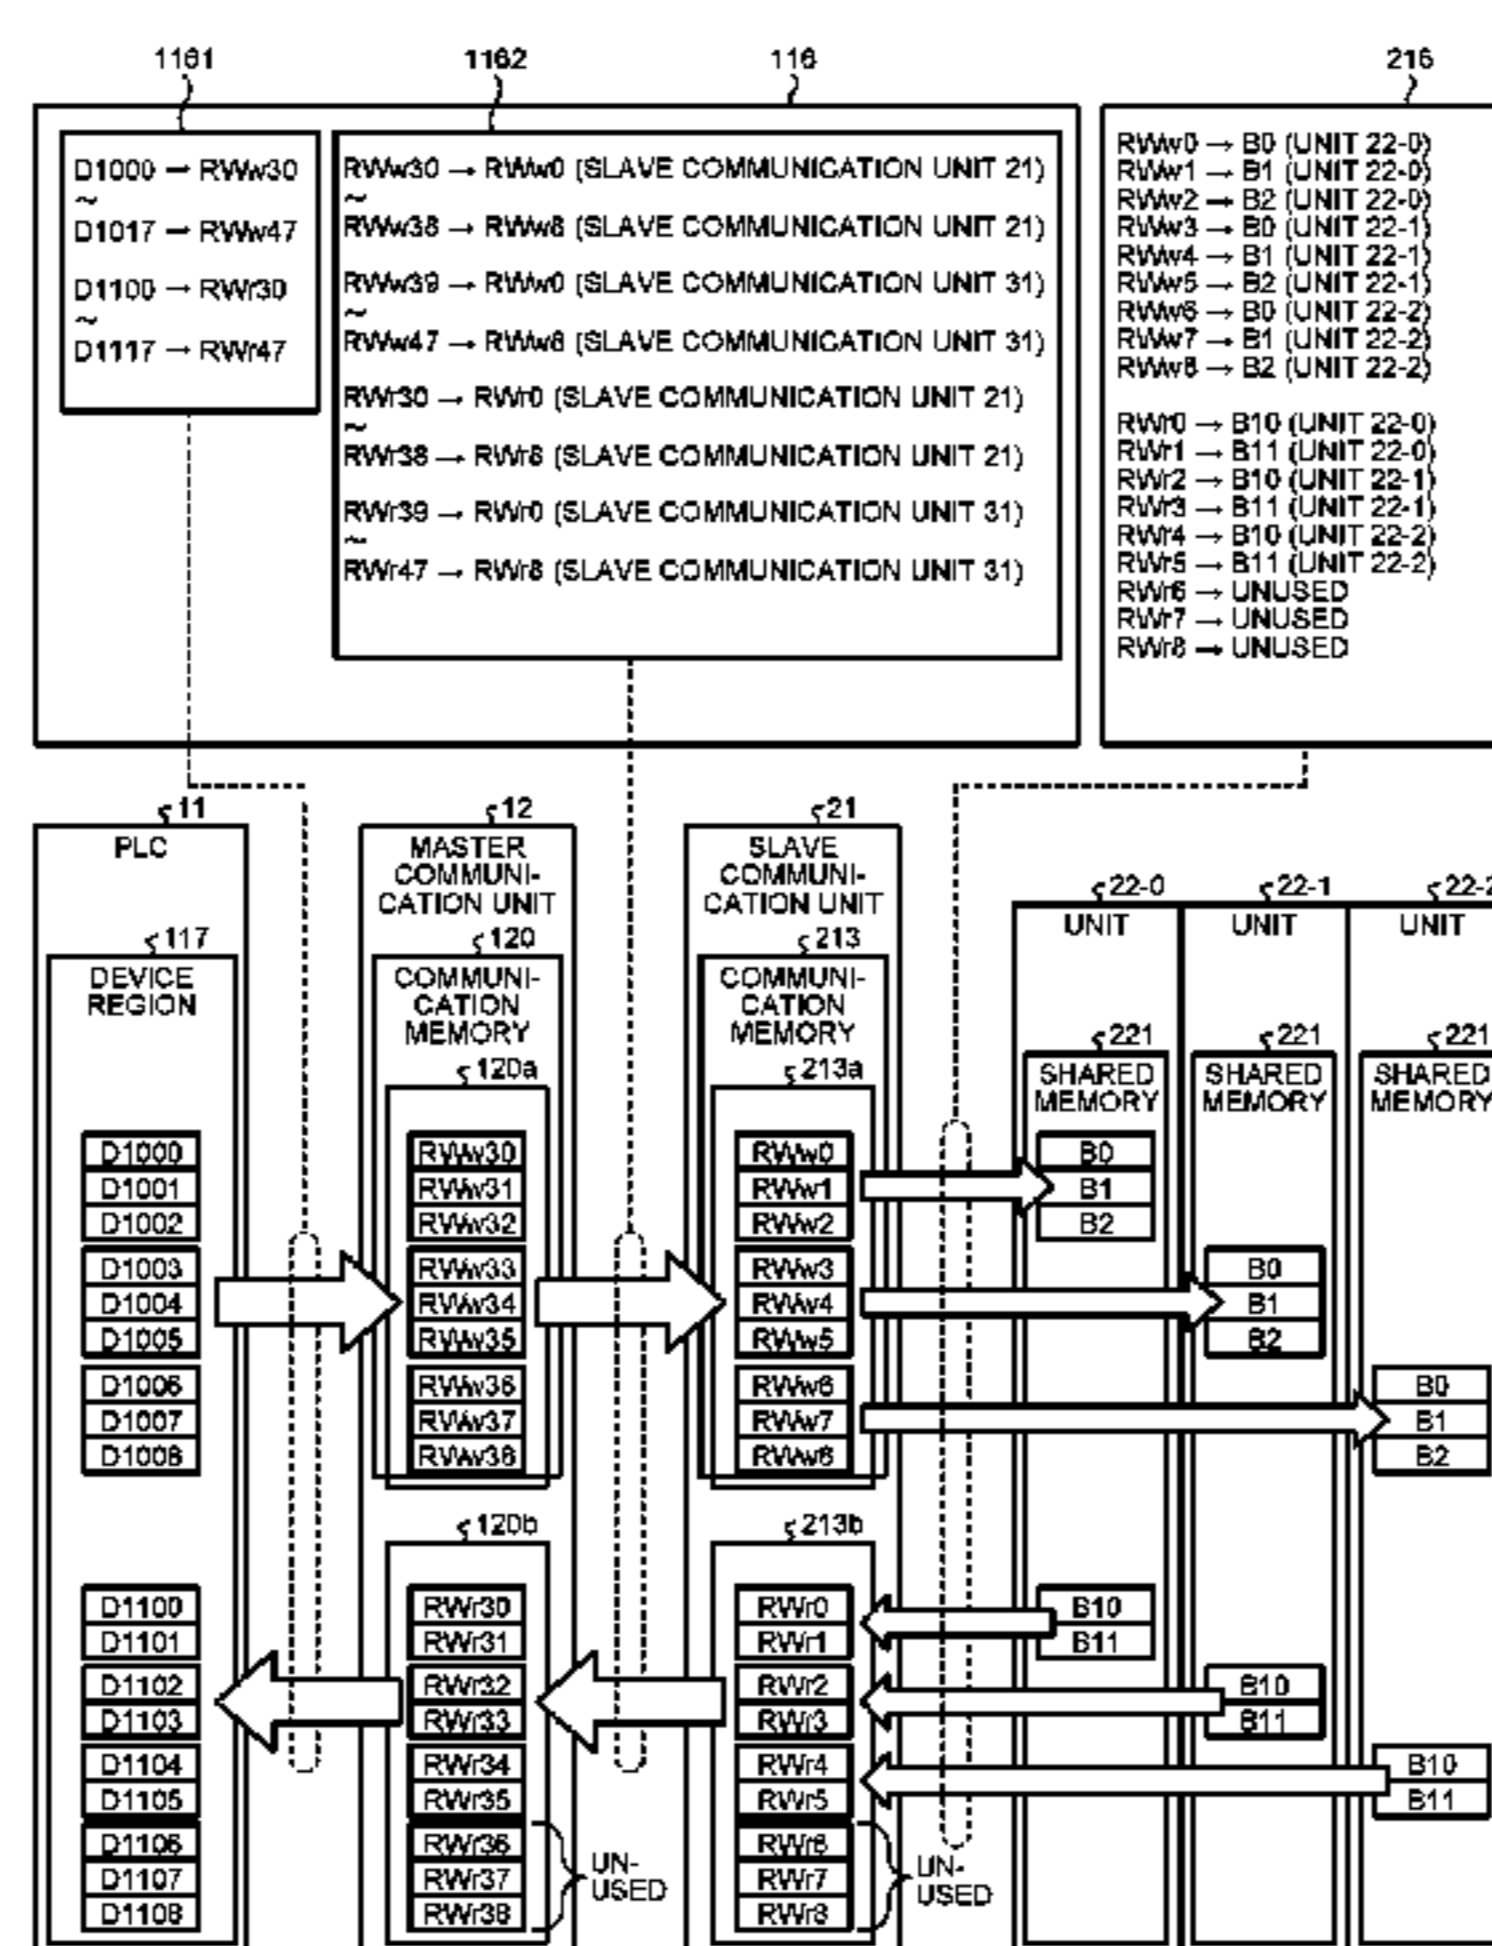 1161
1162
116
216
D1000 → RWw30
~
D1017 → RWw47
D1100 → RWr30
~
D1117 → RWr47
RWw30 → RWw0 (SLAVE COMMUNICATION UNIT 21)
~
RWw38 → RWw8 (SLAVE COMMUNICATION UNIT 21)
RWw39 → RWw0 (SLAVE COMMUNICATION UNIT 31)
~
RWw47 → RWw8 (SLAVE COMMUNICATION UNIT 31)
RWr30 → RWr0 (SLAVE COMMUNICATION UNIT 21)
~
RWr38 → RWr8 (SLAVE COMMUNICATION UNIT 21)
RWr39 → RWr0 (SLAVE COMMUNICATION UNIT 31)
~
RWr47 → RWr8 (SLAVE COMMUNICATION UNIT 31)
RWw0 → B0 (UNIT 22-0)
RWw1 → B1 (UNIT 22-0)
RWw2 → B2 (UNIT 22-0)
RWw3 → B0 (UNIT 22-1)
RWw4 → B1 (UNIT 22-1)
RWw5 → B2 (UNIT 22-1)
RWw6 → B0 (UNIT 22-2)
RWw7 → B1 (UNIT 22-2)
RWw8 → B2 (UNIT 22-2)
RWr0 → B10 (UNIT 22-0)
RWr1 → B11 (UNIT 22-0)
RWr2 → B10 (UNIT 22-1)
RWr3 → B11 (UNIT 22-1)
RWr4 → B10 (UNIT 22-2)
RWr5 → B11 (UNIT 22-2)
RWr6 → UNUSED
RWr7 → UNUSED
RWr8 → UNUSED
11
PLC
117
DEVICE
REGION
D1000
D1001
D1002
D1003
D1004
D1005
D1006
D1007
D1008
D1100
D1101
D1102
D1103
D1104
D1105
D1106
D1107
D1108
12
MASTER
COMMUNI-
CATION UNIT
120
COMMUNI-
CATION
MEMORY
120a
RWw30
RWw31
RWw32
RWw33
RWw34
RWw35
RWw36
RWw37
RWw38
120b
RWr30
RWr31
RWr32
RWr33
RWr34
RWr35
RWr36
RWr37
RWr38
UN-
USED
21
SLAVE
COMMUNI-
CATION UNIT
213
COMMUNI-
CATION
MEMORY
213a
RWw0
RWw1
RWw2
RWw3
RWw4
RWw5
RWw6
RWw7
RWw8
213b
RWr0
RWr1
RWr2
RWr3
RWr4
RWr5
RWr6
RWr7
RWr8
UN-
USED
22-0
UNIT
221
SHARED
MEMORY
B0
B1
B2
B10
B11
22-1
UNIT
221
SHARED
MEMORY
B0
B1
B2
B10
B11
22-2
UNIT
221
SHARED
MEMORY
B0
B1
B2
B10
B11